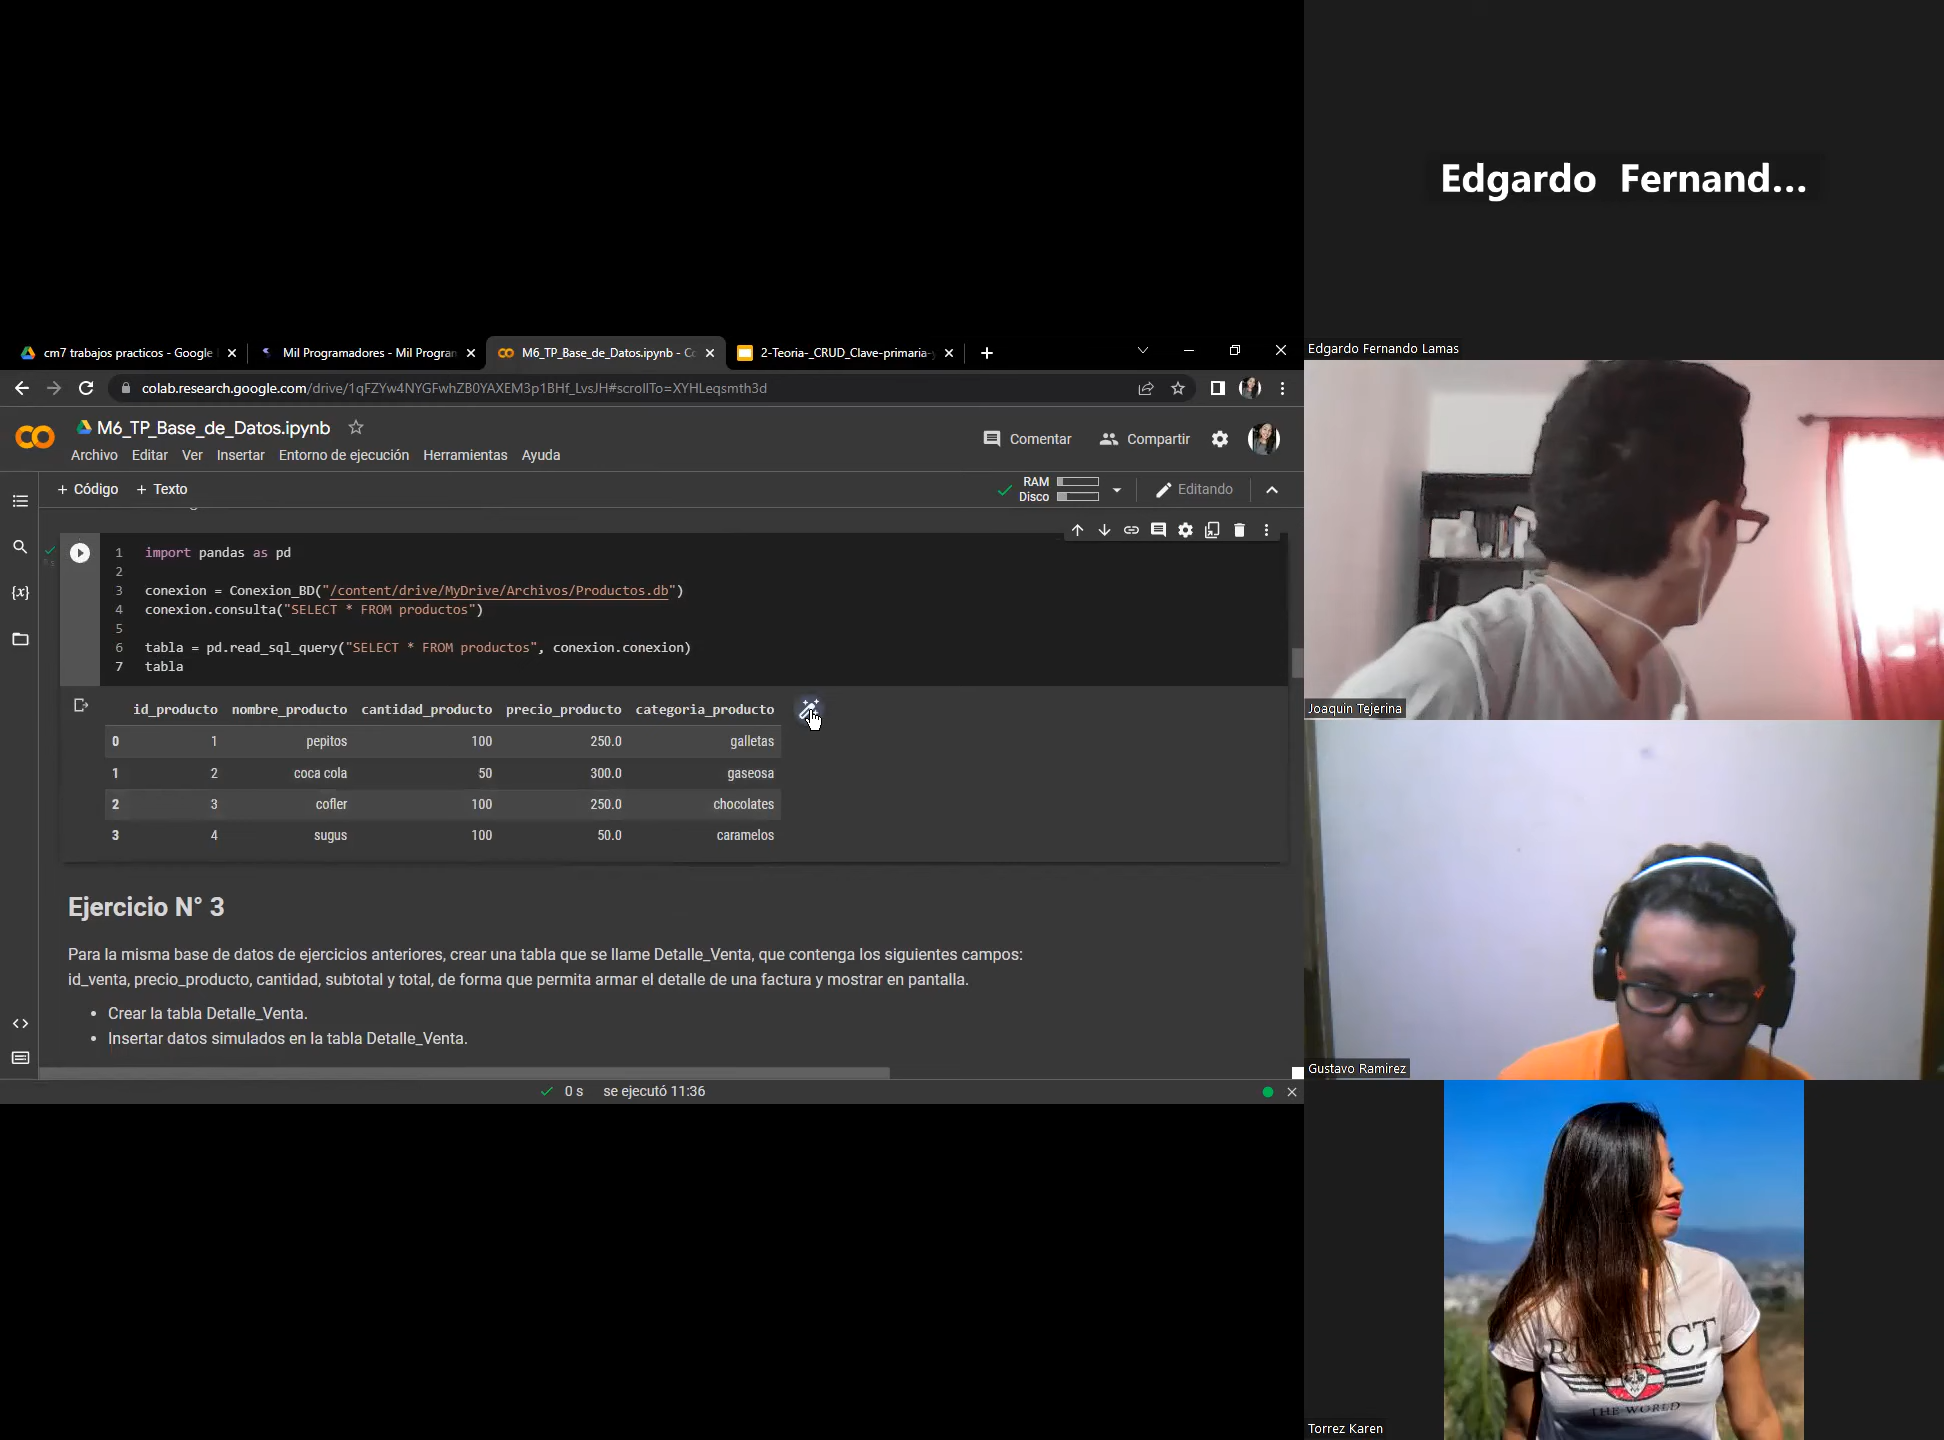 cm7 trabajos practicos - Google
Mil Programadores - Mil Progran
M6_TP_Base_de_Datos.ipynb - Co
2-Teoria-_CRUD_Clave-primaria-
colab.research.google.com/drive/1qFZYw4NYGFwhZB0YAXEM3p1BHf_LvsJH#scrollTo=XYHLeqsmth3d
M6_TP_Base_de_Datos.ipynb
Comentar
Compartir
Archivo Editar Ver Insertar Entorno de ejecución Herramientas Ayuda
+ Código + Texto
RAM
Disco
Editando
1 import pandas as pd
2
3 conexion = Conexion_BD("/content/drive/MyDrive/Archivos/Productos.db")
4 conexion.consulta("SELECT * FROM productos")
5
6 tabla = pd.read_sql_query("SELECT * FROM productos", conexion.conexion)
7 tabla
id_producto nombre_producto cantidad_producto precio_producto categoria_producto
0 1 pepitos 100 250.0 galletas
1 2 coca cola 50 300.0 gaseosa
2 3 cofler 100 250.0 chocolates
3 4 sugus 100 50.0 caramelos
Ejercicio N° 3
Para la misma base de datos de ejercicios anteriores, crear una tabla que se llame Detalle_Venta, que contenga los siguientes campos:
id_venta, precio_producto, cantidad, subtotal y total, de forma que permita armar el detalle de una factura y mostrar en pantalla.
• Crear la tabla Detalle_Venta.
• Insertar datos simulados en la tabla Detalle_Venta.
0 s se ejecutó 11:36
Edgardo Fernand...
Edgardo Fernando Lamas
Joaquin Tejerina
Gustavo Ramirez
THE WORLD
Torrez Karen